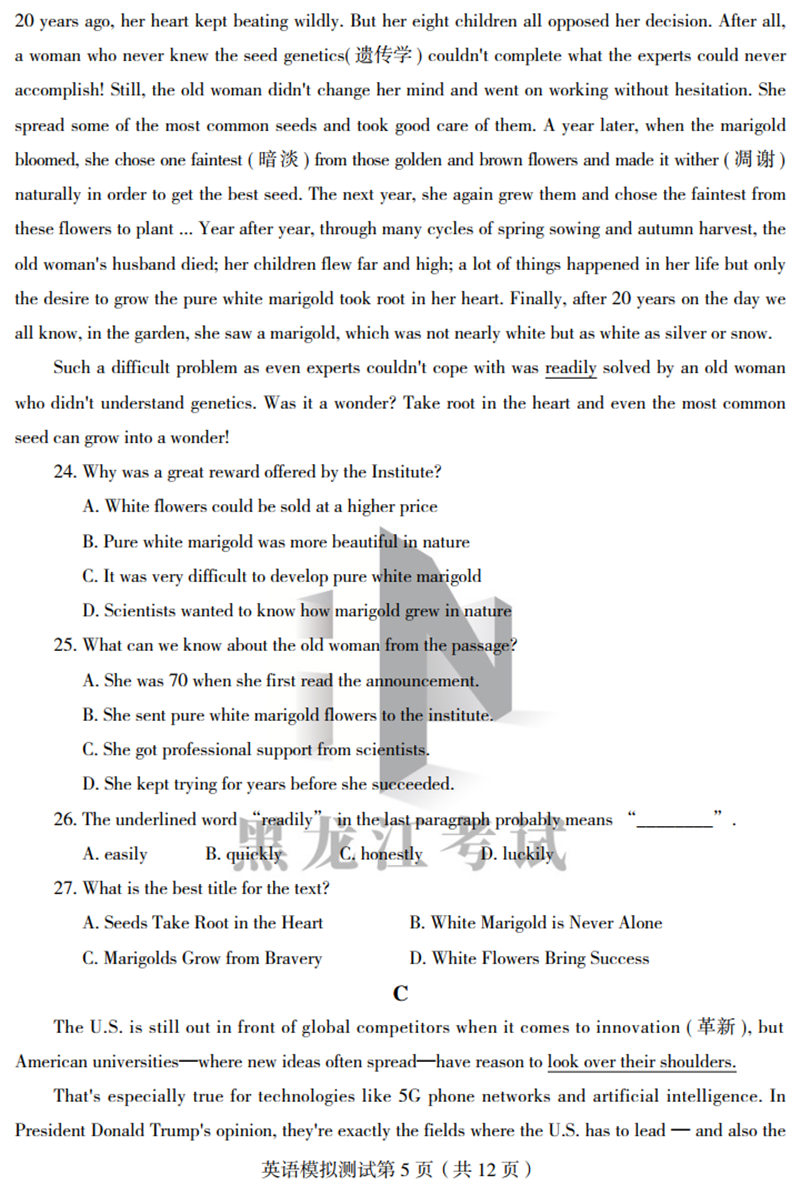 20 years ago, her heart kept beating wildly. But her eight children all opposed her decision. After all,
a woman who never knew the seed genetics( 遗传学 ) couldn't complete what the experts could never
accomplish! Still, the old woman didn't change her mind and went on working without hesitation. She
spread some of the most common seeds and took good care of them. A year later, when the marigold
bloomed, she chose one faintest ( 暗淡 ) from those golden and brown flowers and made it wither ( 凋谢 )
naturally in order to get the best seed. The next year, she again grew them and chose the faintest from
these flowers to plant ... Year after year, through many cycles of spring sowing and autumn harvest, the
old woman's husband died; her children flew far and high; a lot of things happened in her life but only
the desire to grow the pure white marigold took root in her heart. Finally, after 20 years on the day we
all know, in the garden, she saw a marigold, which was not nearly white but as white as silver or snow.
Such a difficult problem as even experts couldn't cope with was readily solved by an old woman
who didn't understand genetics. Was it a wonder? Take root in the heart and even the most common
seed can grow into a wonder!
24. Why was a great reward offered by the Institute?
A. White flowers could be sold at a higher price
B. Pure white marigold was more beautiful in nature
C. It was very difficult to develop pure white marigold
D. Scientists wanted to know how marigold grew in nature
25. What can we know about the old woman from the passage?
A. She was 70 when she first read the announcement.
B. She sent pure white marigold flowers to the institute.
C. She got professional support from scientists.
D. She kept trying for years before she succeeded.
26. The underlined word “readily” in the last paragraph probably means “________” .
A. easily B. quickly C. honestly D. luckily
黑龙江考试
27. What is the best title for the text?
A. Seeds Take Root in the Heart B. White Marigold is Never Alone
C. Marigolds Grow from Bravery D. White Flowers Bring Success
C
The U.S. is still out in front of global competitors when it comes to innovation ( 革新 ), but
American universities—where new ideas often spread—have reason to look over their shoulders.
That's especially true for technologies like 5G phone networks and artificial intelligence. In
President Donald Trump's opinion, they're exactly the fields where the U.S. has to lead — and also the
英语模拟测试第 5 页（共 12 页）